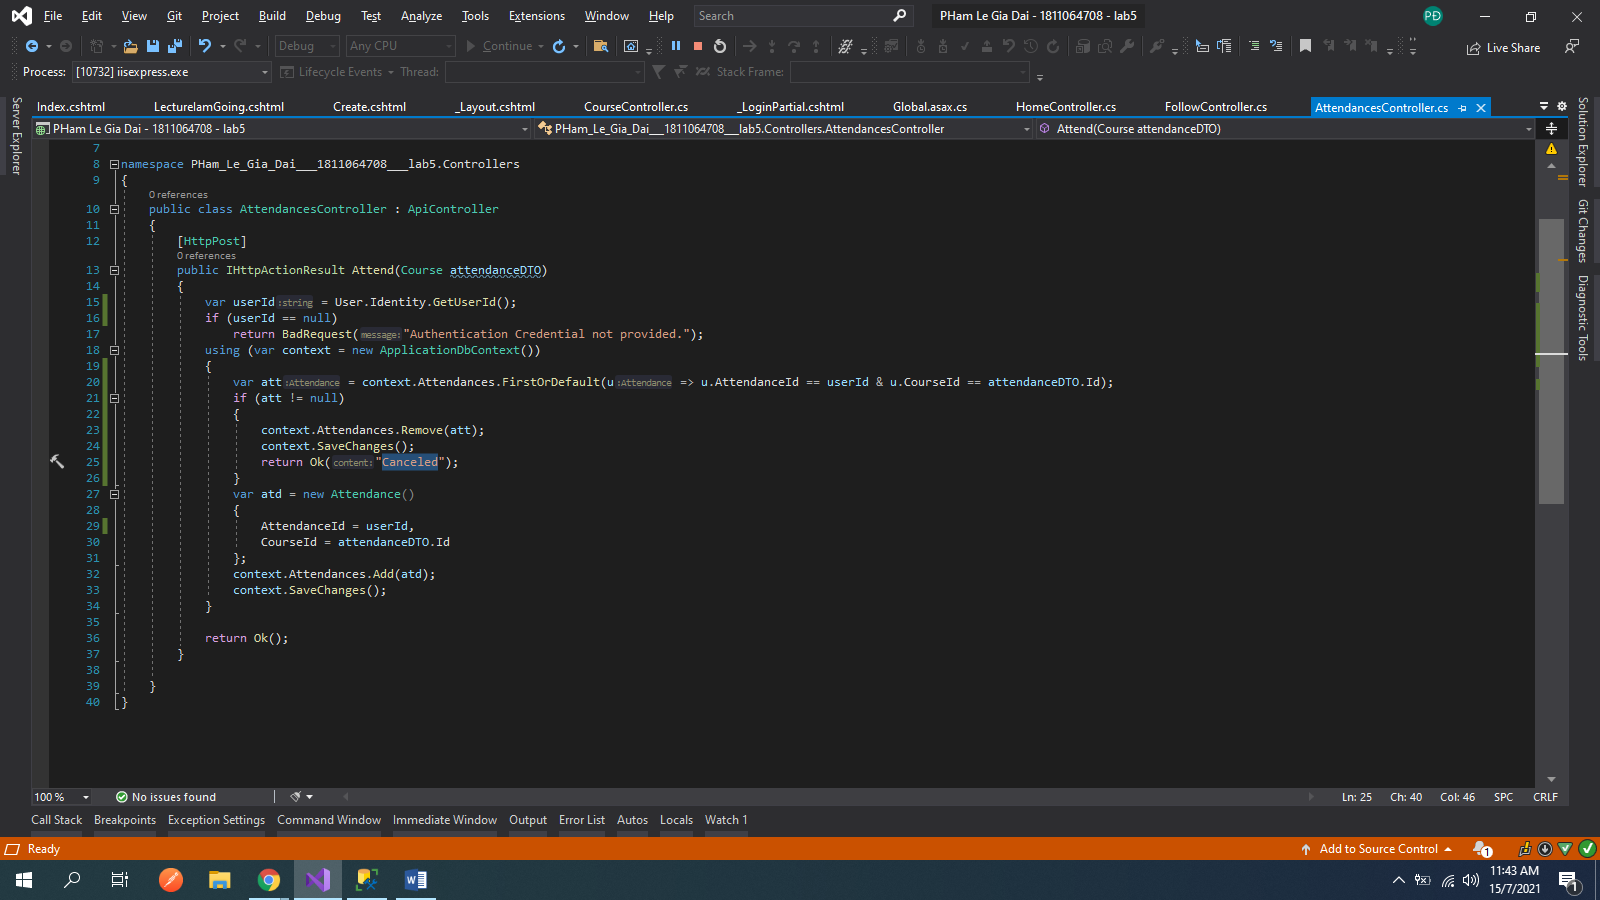 File Edit View Git Project Build Debug Test Analyze Tools Extensions Window Help Search PHam Le Gia Dai - 1811064708 - lab5 PĐ
Debug Any CPU Continue Live Share
Process: [10732] iisexpress.exe Lifecycle Events Thread: Stack Frame:
Index.cshtml LectureIamGoing.cshtml Create.cshtml _Layout.cshtml CourseController.cs _LoginPartial.cshtml Global.asax.cs HomeController.cs FollowController.cs AttendancesController.cs
PHam Le Gia Dai - 1811064708 - lab5 PHam_Le_Gia_Dai___1811064708___lab5.Controllers.AttendancesController Attend(Course attendanceDTO)
Server Explorer
Solution Explorer
Git Changes
Diagnostic Tools
7
8 namespace PHam_Le_Gia_Dai___1811064708___lab5.Controllers
9 {
0 references
10 public class AttendancesController : ApiController
11 {
12 [HttpPost]
0 references
13 public IHttpActionResult Attend(Course attendanceDTO)
14 {
15 var userId:string = User.Identity.GetUserId();
16 if (userId == null)
17 return BadRequest(message:"Authentication Credential not provided.");
18 using (var context = new ApplicationDbContext())
19 {
20 var att:Attendance = context.Attendances.FirstOrDefault(u:Attendance => u.AttendanceId == userId & u.CourseId == attendanceDTO.Id);
21 if (att != null)
22 {
23 context.Attendances.Remove(att);
24 context.SaveChanges();
25 return Ok(content:"Canceled");
26 }
27 var atd = new Attendance()
28 {
29 AttendanceId = userId,
30 CourseId = attendanceDTO.Id
31 };
32 context.Attendances.Add(atd);
33 context.SaveChanges();
34 }
35
36 return Ok();
37 }
38
39 }
40 }
100 % No issues found Ln: 25 Ch: 40 Col: 46 SPC CRLF
Call Stack Breakpoints Exception Settings Command Window Immediate Window Output Error List Autos Locals Watch 1
Ready Add to Source Control 1
11:43 AM
15/7/2021 1